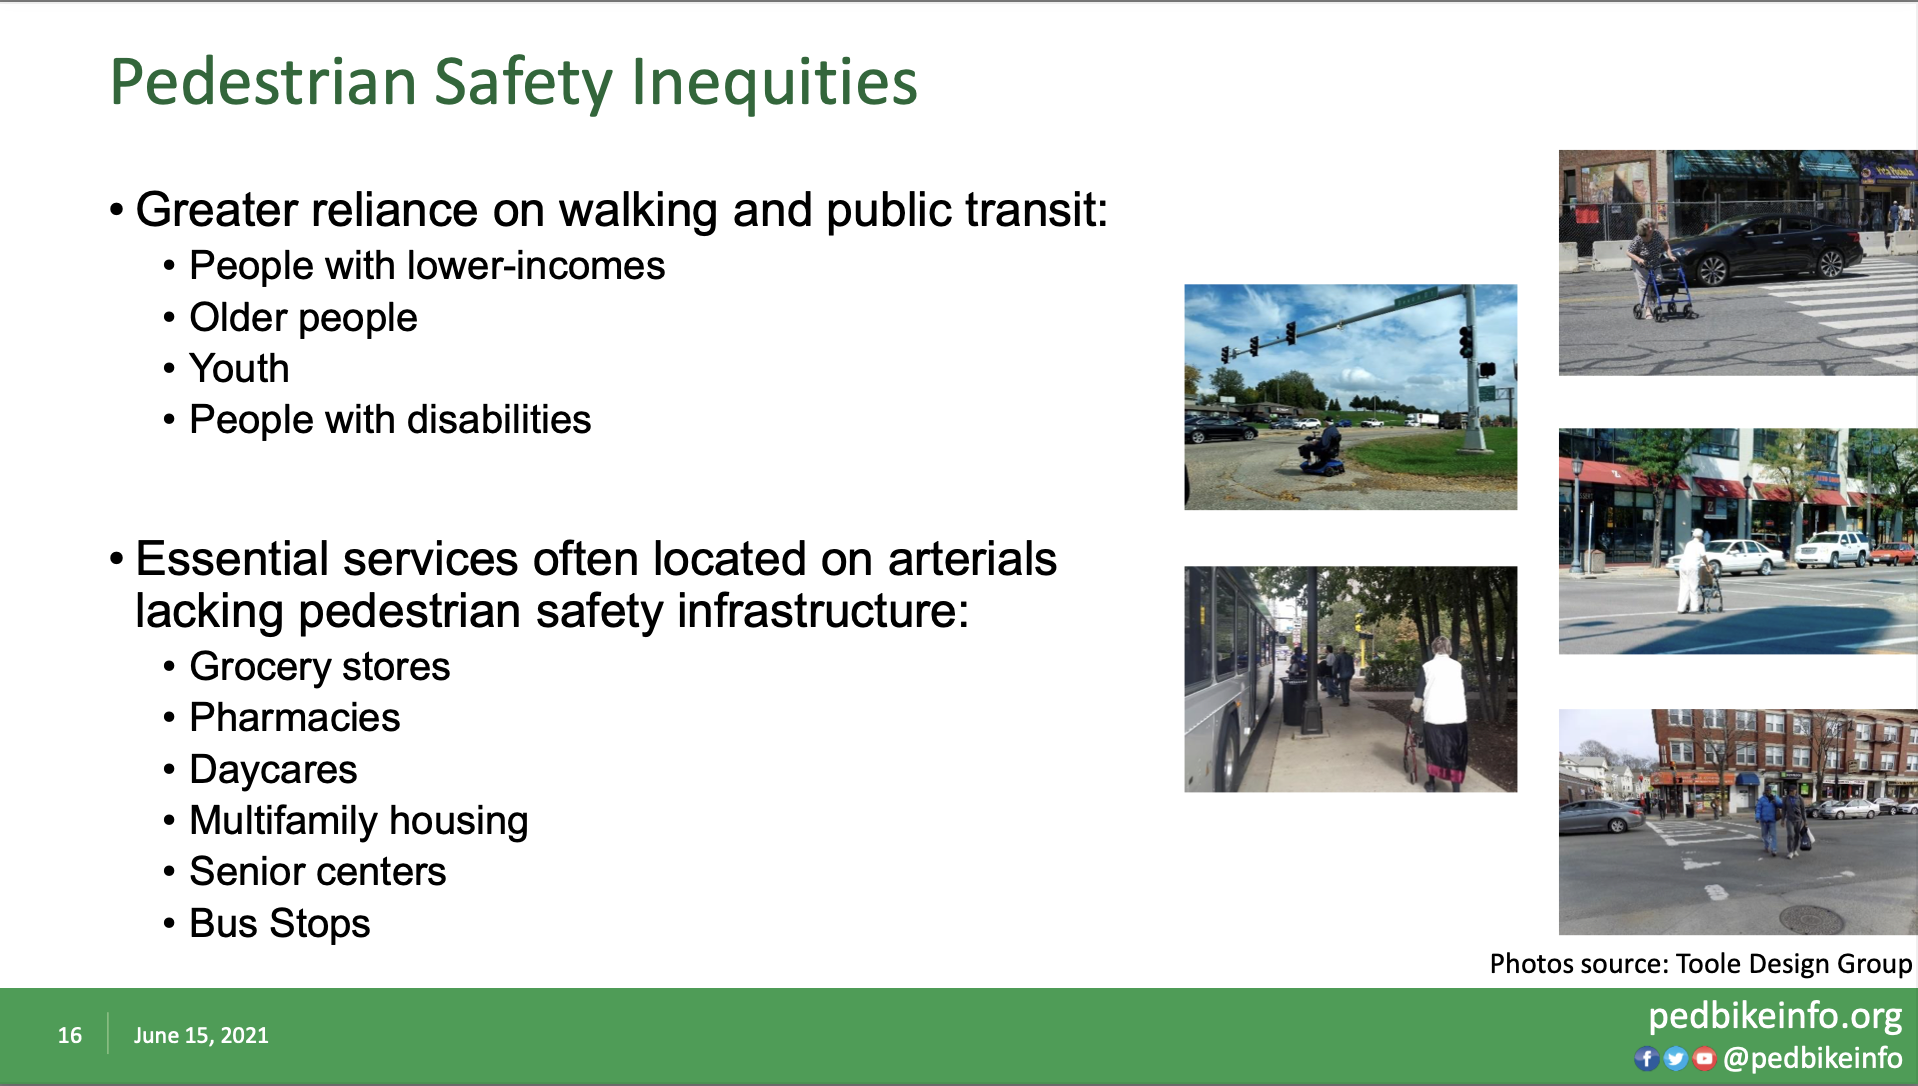 Pedestrian Safety Inequities
• Greater reliance on walking and public transit:
• People with lower-incomes
• Older people
• Youth
• People with disabilities
• Essential services often located on arterials
lacking pedestrian safety infrastructure:
• Grocery stores
• Pharmacies
• Daycares
• Multifamily housing
• Senior centers
• Bus Stops
Photos source: Toole Design Group
16
June 15, 2021
pedbikeinfo.org
@pedbikeinfo